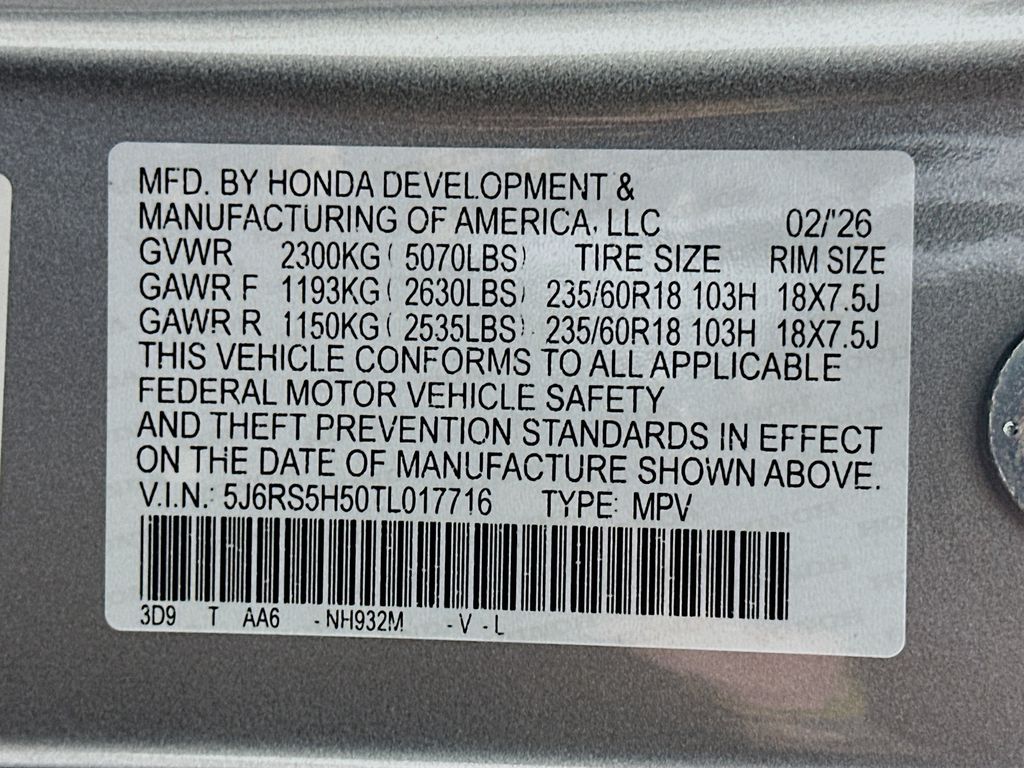 MFD. BY HONDA DEVELOPMENT &
MANUFACTURING OF AMERICA, LLC 02/'26
GVWR 2300KG ( 5070LBS) TIRE SIZE RIM SIZE
GAWR F 1193KG ( 2630LBS) 235/60R18 103H 18X7.5J
GAWR R 1150KG ( 2535LBS) 235/60R18 103H 18X7.5J
THIS VEHICLE CONFORMS TO ALL APPLICABLE
FEDERAL MOTOR VEHICLE SAFETY
AND THEFT PREVENTION STANDARDS IN EFFECT
ON THE DATE OF MANUFACTURE SHOWN ABOVE.
V.I.N.: 5J6RS5H50TL017716 TYPE: MPV
3D9 T AA6 -NH932M -V -L